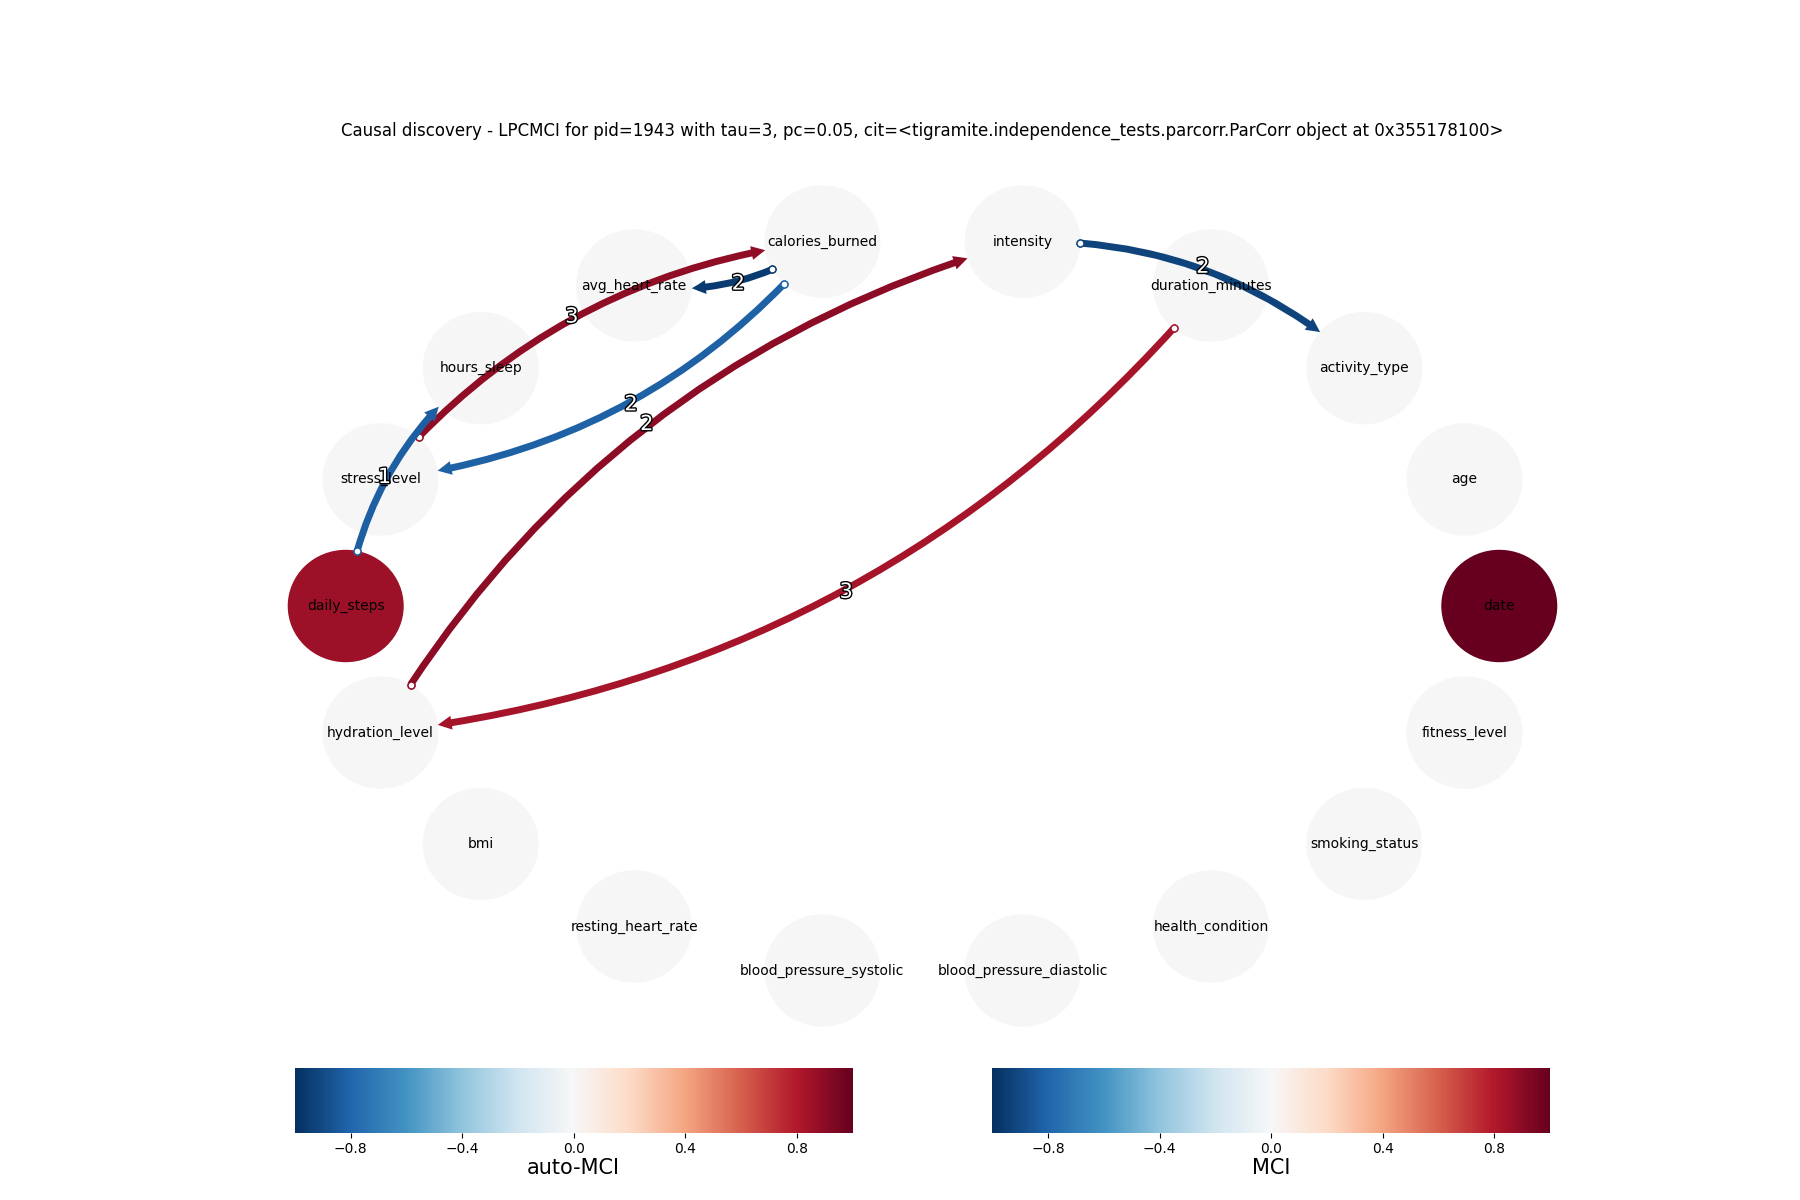 Causal discovery - LPCMCI for pid=1943 with tau=3, pc=0.05, cit=<tigramite.independence_tests.parcorr.ParCorr object at 0x355178100>
calories_burned
intensity
avg_heart_rate
2
2
duration_minutes
3
hours_sleep
activity_type
2
2
stress_level
1
age
3
daily_steps
date
hydration_level
fitness_level
bmi
smoking_status
resting_heart_rate
health_condition
blood_pressure_systolic
blood_pressure_diastolic
−0.8 −0.4 0.0 0.4 0.8
auto-MCI
−0.8 −0.4 0.0 0.4 0.8
MCI